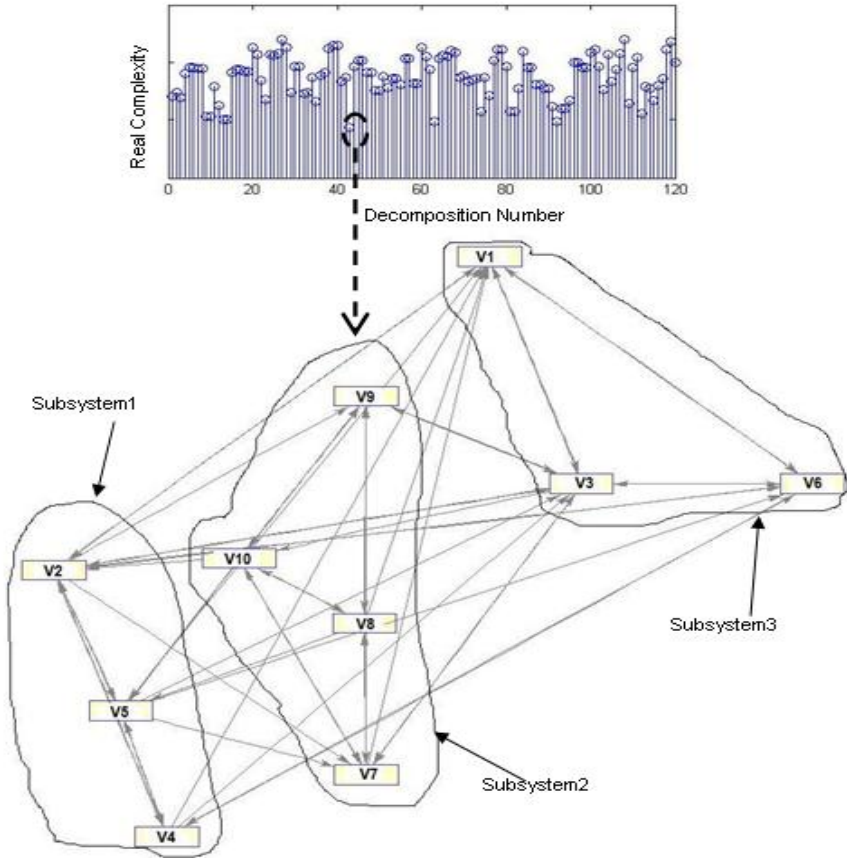 Real Complexity
0 20 40 60 80 100 120
Decomposition Number
V1
Subsystem1
V9
V3
V6
V2
V10
V8
Subsystem3
V5
V7
Subsystem2
V4